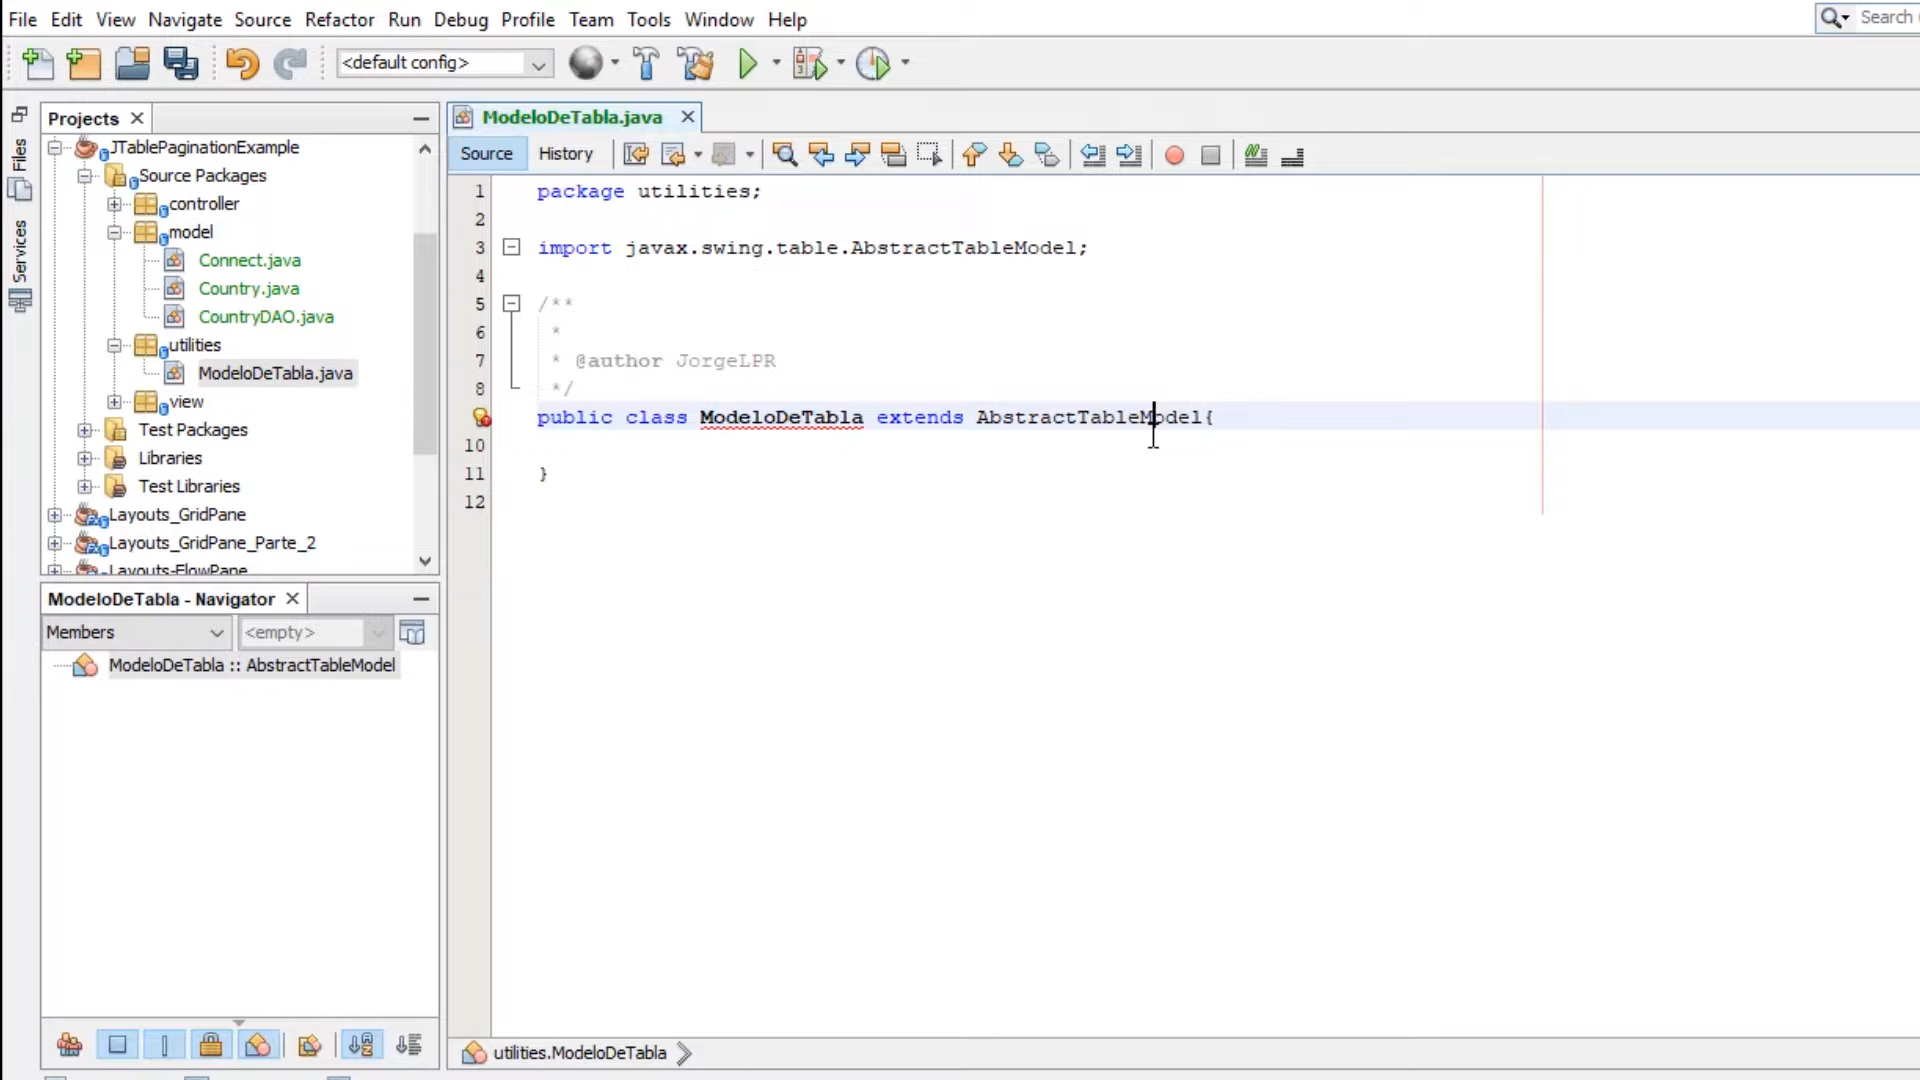 File Edit View Navigate Source Refactor Run Debug Profile Team Tools Window Help
Search
<default config>
Files
Services
Projects
JTablePaginationExample
Source Packages
controller
model
Connect.java
Country.java
CountryDAO.java
utilities
ModeloDeTabla.java
view
Test Packages
Libraries
Test Libraries
Layouts_GridPane
Layouts_GridPane_Parte_2
Layouts-FlowPane
ModeloDeTabla - Navigator
Members
<empty>
ModeloDeTabla :: AbstractTableModel
ModeloDeTabla.java
Source History
1 package utilities;
2
3 import javax.swing.table.AbstractTableModel;
4
5 /**
6 *
7 * @author JorgeLPR
8 */
public class ModeloDeTabla extends AbstractTableModel{
10
11 }
12
utilities.ModeloDeTabla